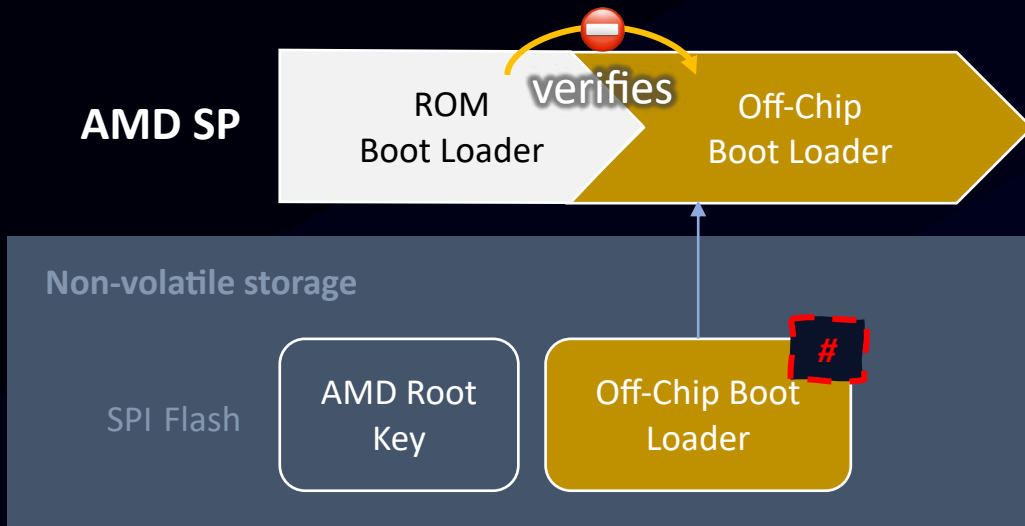 verifies
AMD SP
ROM
Boot Loader
Off-Chip
Boot Loader
Non-volatile storage
SPI Flash
AMD Root
Key
Off-Chip Boot
Loader
#